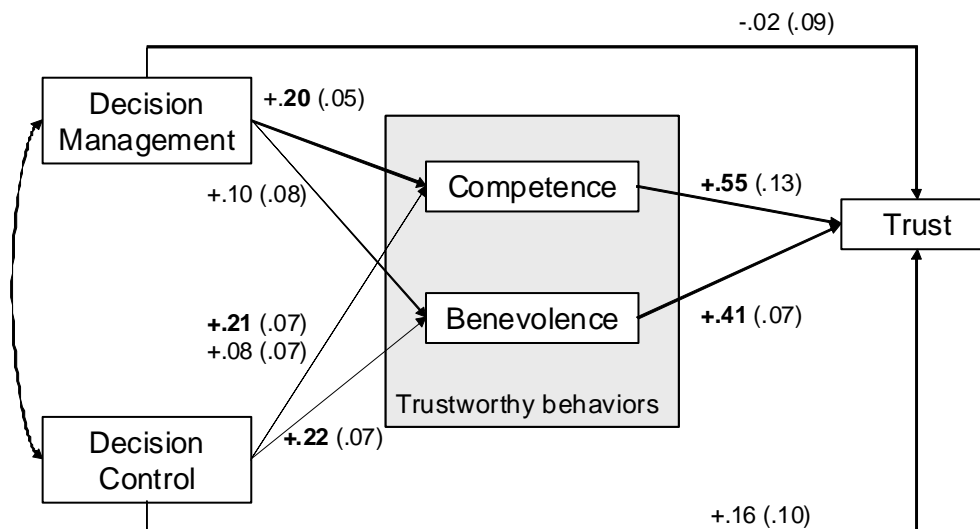 -.02 (.09)
Decision
Management
+.20 (.05)
+.10 (.08)
Competence
+.55 (.13)
Trust
Benevolence
+.41 (.07)
+.21 (.07)
+.08 (.07)
Trustworthy behaviors
Decision
Control
+.22 (.07)
+.16 (.10)